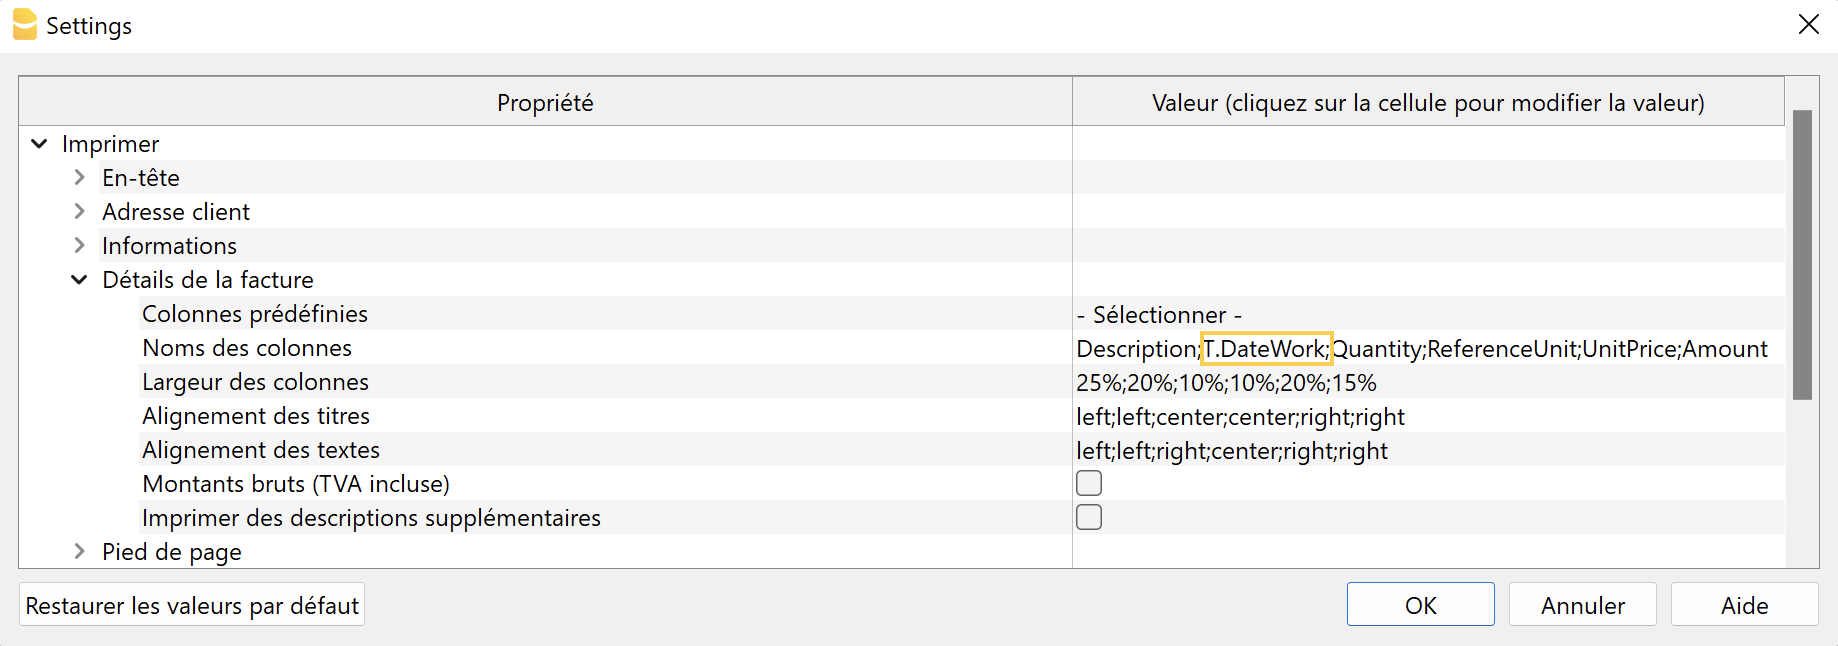 Settings
Propriété
Valeur (cliquez sur la cellule pour modifier la valeur)
Imprimer
En-tête
Adresse client
Informations
Détails de la facture
Colonnes prédéfinies
- Sélectionner -
Noms des colonnes
Description;T.DateWork;Quantity;ReferenceUnit;UnitPrice;Amount
Largeur des colonnes
25%;20%;10%;10%;20%;15%
Alignement des titres
left;left;center;center;right;right
Alignement des textes
left;left;right;center;right;right
Montants bruts (TVA incluse)
Imprimer des descriptions supplémentaires
Pied de page
Restaurer les valeurs par défaut
OK
Annuler
Aide